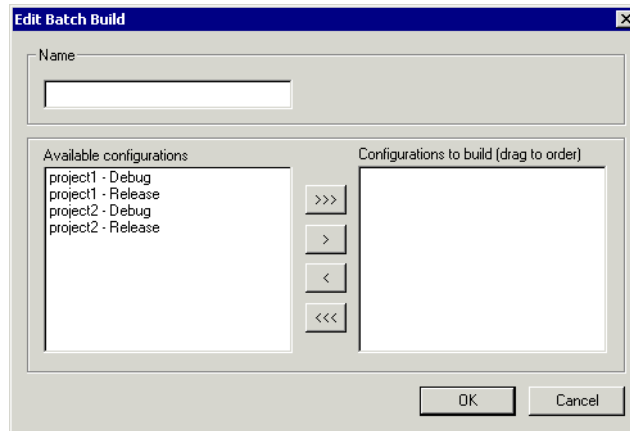 Edit Batch Build
Name
Available configurations
project1 - Debug
project1 - Release
project2 - Debug
project2 - Release
>>>
>
<
<<<
Configurations to build (drag to order)
OK
Cancel